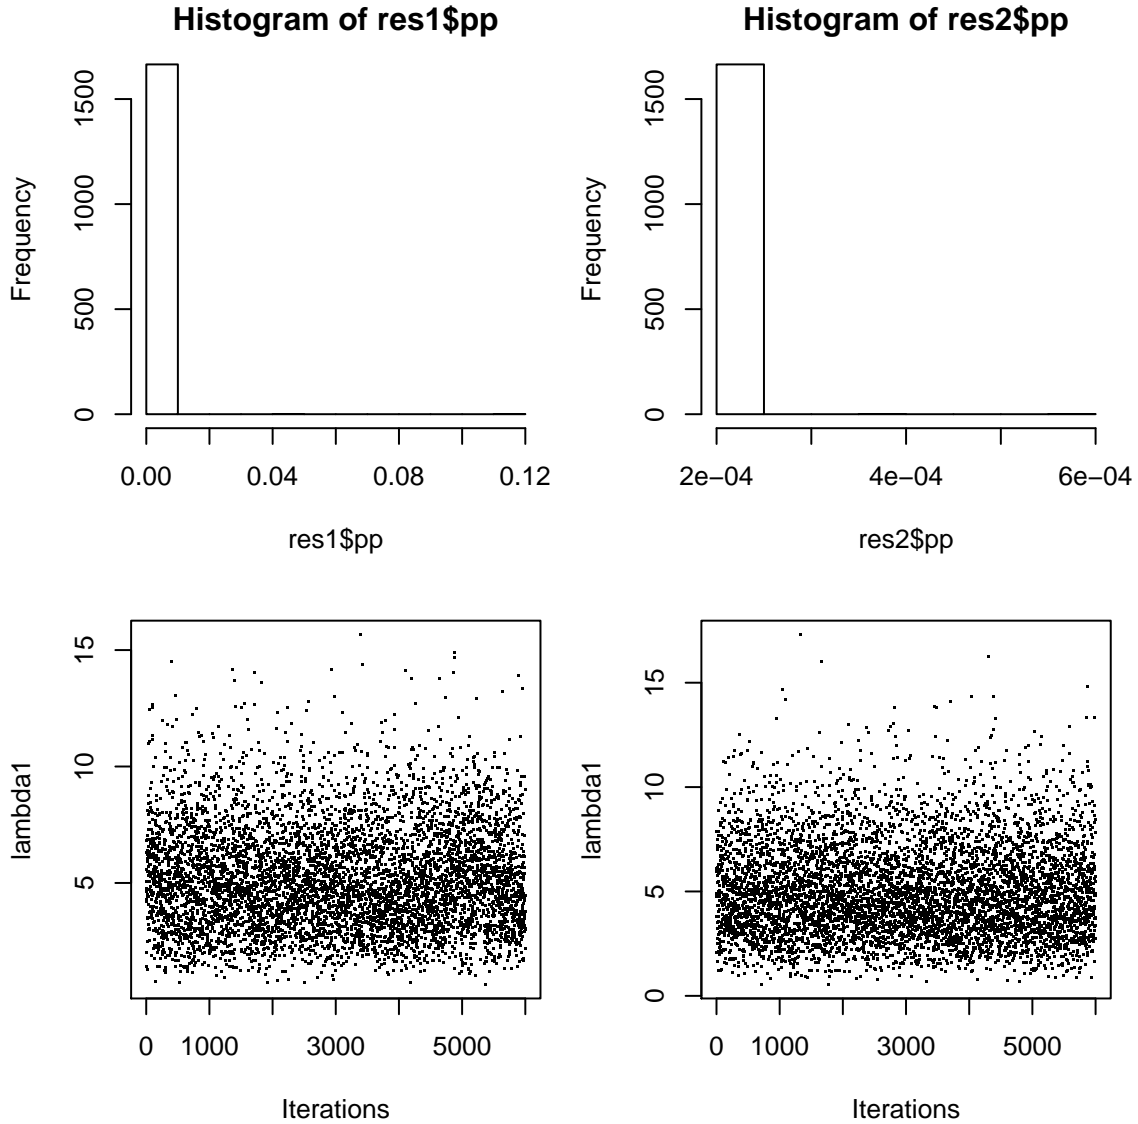 Histogram of res1$pp
Frequency
0 500 1000 1500
0.00 0.04 0.08 0.12
res1$pp
Histogram of res2$pp
Frequency
0 500 1000 1500
2e−04 4e−04 6e−04
res2$pp
lambda1
5 10 15
0 1000 3000 5000
Iterations
lambda1
0 5 10 15
0 1000 3000 5000
Iterations